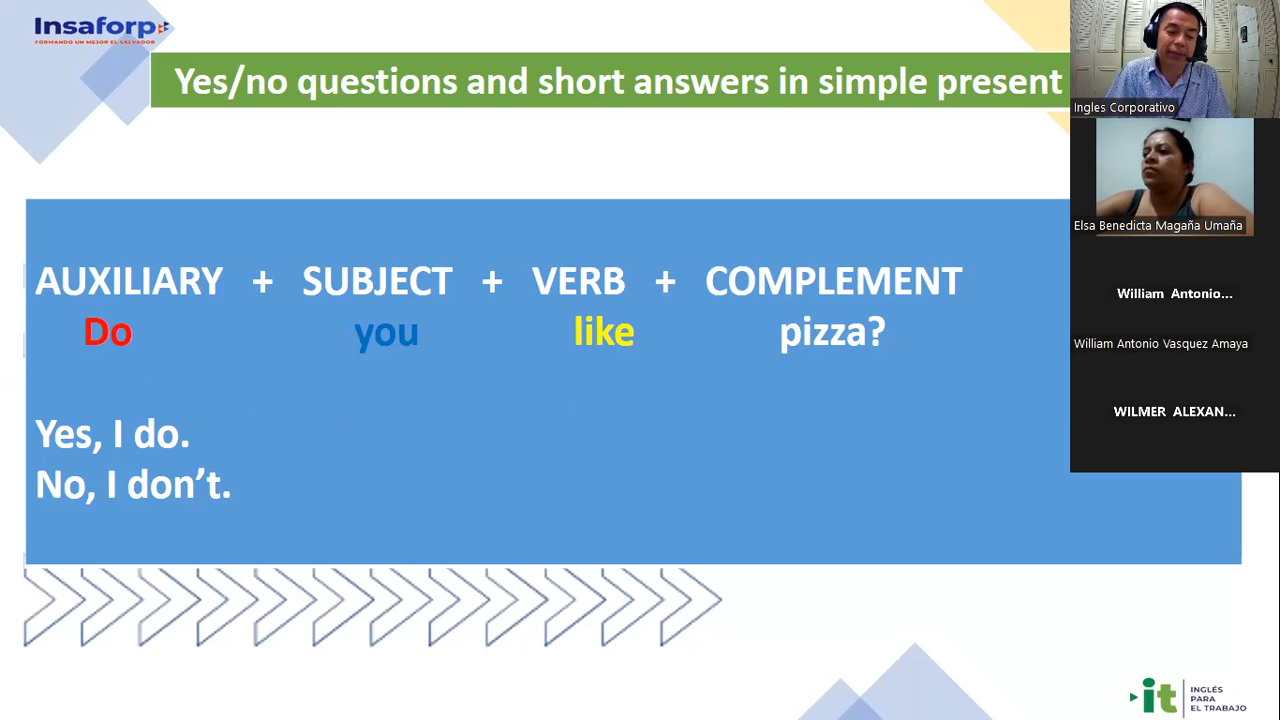 Insaforp
FORMANDO UN MEJOR EL SALVADOR
Yes/no questions and short answers in simple present
AUXILIARY + SUBJECT + VERB + COMPLEMENT
Do you like pizza?
Yes, I do.
No, I don’t.
Ingles Corporativo
Elsa Benedicta Magaña Umaña
William Antonio...
William Antonio Vasquez Amaya
WILMER ALEXAN...
it
INGLÉS
PARA
EL TRABAJO